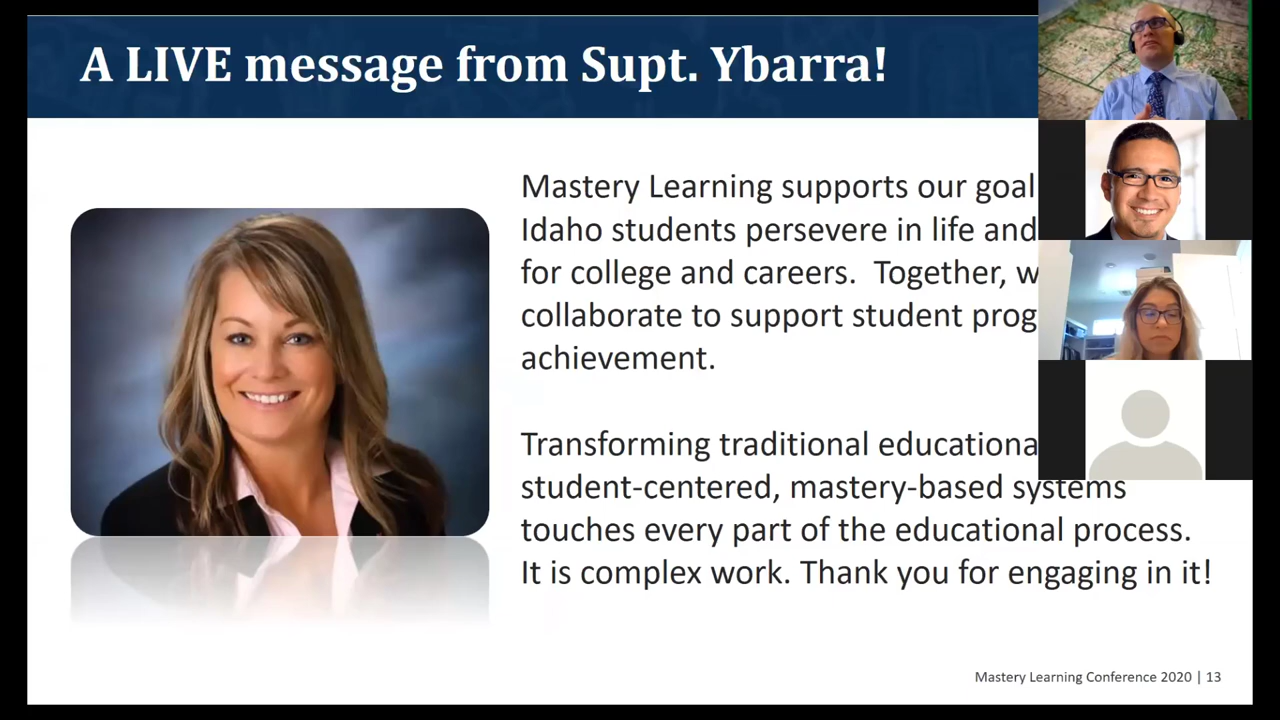 A LIVE message from Supt. Ybarra!
Mastery Learning supports our goal
Idaho students persevere in life and
for college and careers. Together, w
collaborate to support student prog
achievement.
Transforming traditional educationa
student-centered, mastery-based systems
touches every part of the educational process.
It is complex work. Thank you for engaging in it!
Mastery Learning Conference 2020 | 13